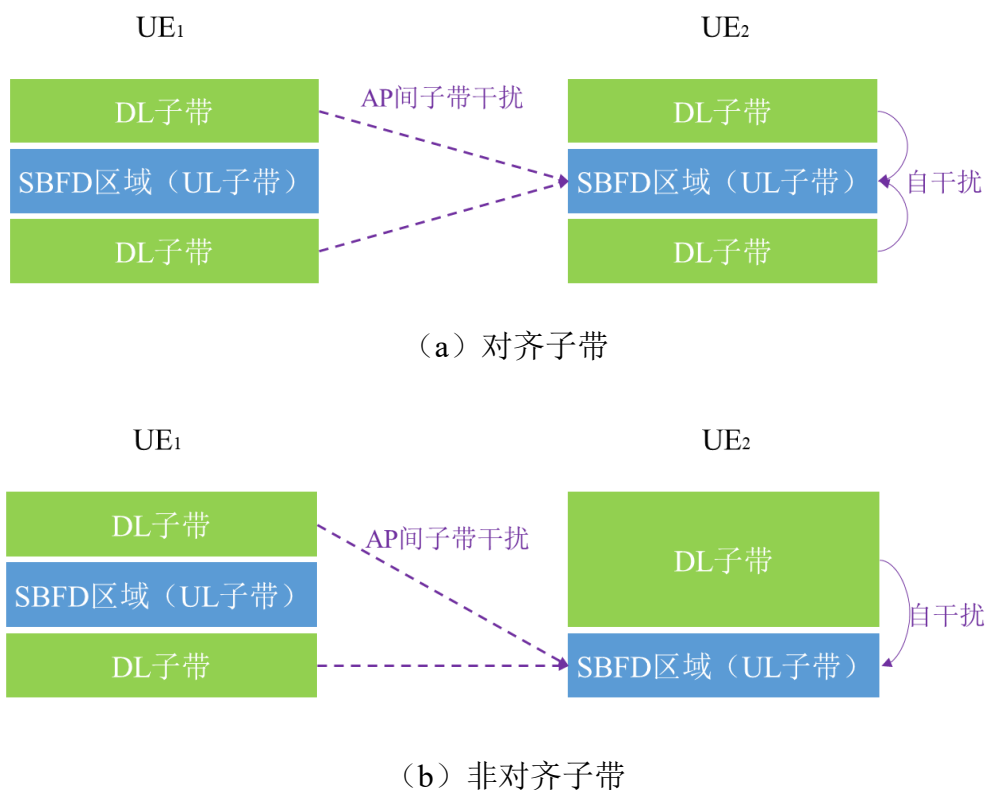 UE₁
UE₂
DL子带
AP间子带干扰
DL子带
SBFD区域（UL子带）
SBFD区域（UL子带）
自干扰
DL子带
DL子带
（a）对齐子带
UE₁
UE₂
DL子带
AP间子带干扰
DL子带
SBFD区域（UL子带）
自干扰
DL子带
SBFD区域（UL子带）
（b）非对齐子带